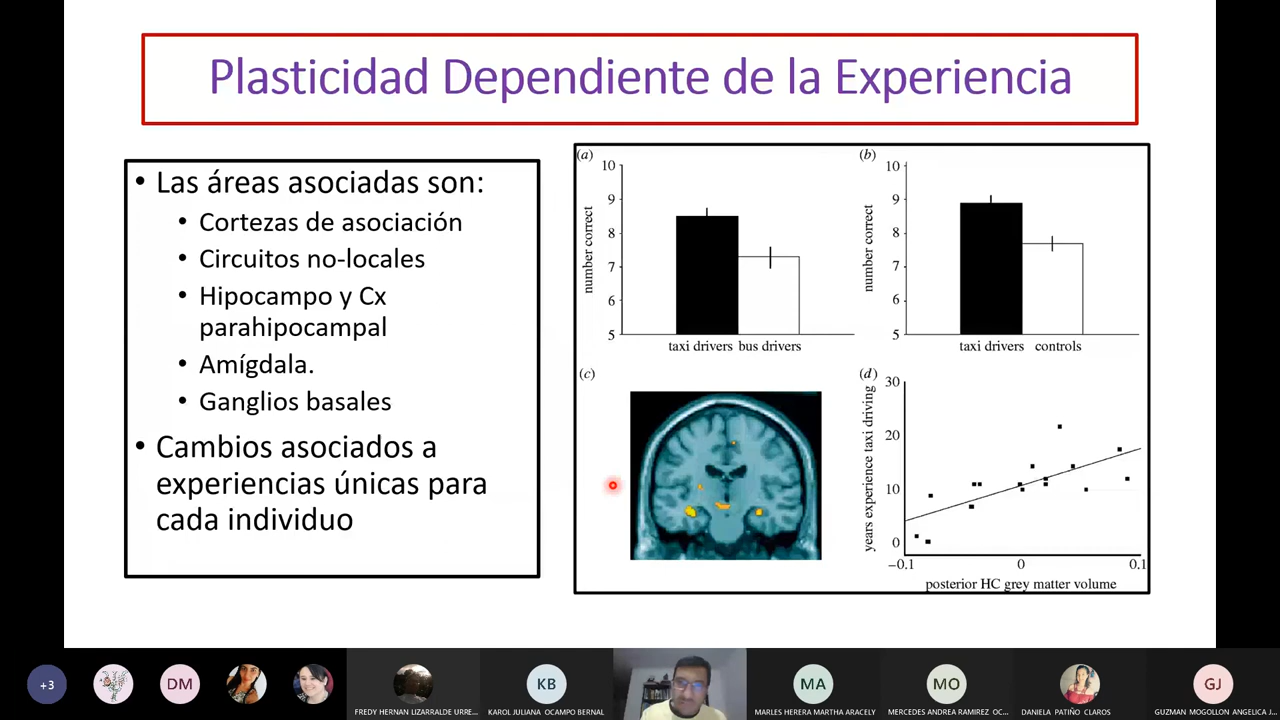 Plasticidad Dependiente de la Experiencia
• Las áreas asociadas son:
• Cortezas de asociación
• Circuitos no-locales
• Hipocampo y Cx
parahipocampal
• Amígdala.
• Ganglios basales
• Cambios asociados a
experiencias únicas para
cada individuo
(a)
10
9
8
7
6
5
number correct
taxi drivers bus drivers
(b)
10
9
8
7
6
5
number correct
taxi drivers controls
(c)
(d)
30
20
10
0
years experience taxi driving
−0.1 0 0.1
posterior HC grey matter volume
+3
DM
KB
MA
MO
GJ
FREDY HERNAN LIZARRALDE URRE...
KAROL JULIANA OCAMPO BERNAL
MARLES HERERA MARTHA ARACELY
MERCEDES ANDREA RAMIREZ OC...
DANIELA PATIÑO CLAROS
GUZMAN MOGOLLON ANGELICA J...